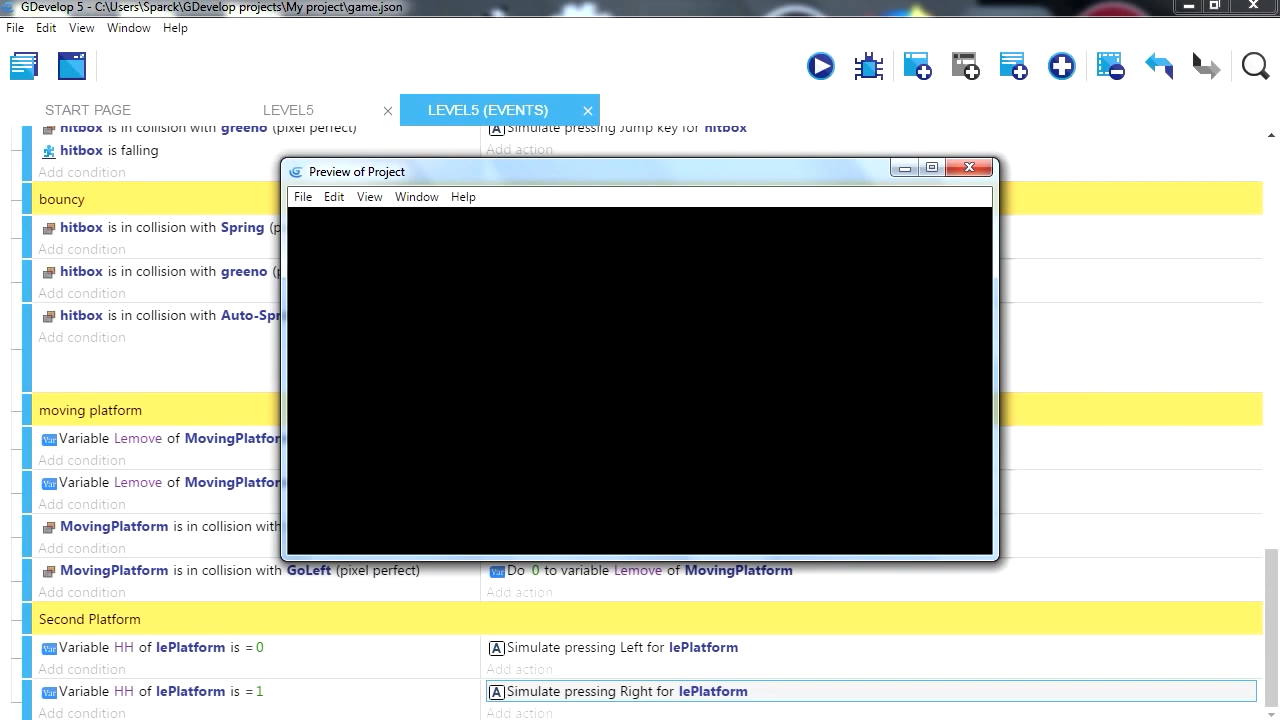 GDevelop 5 - C:\Users\Sparck\GDevelop projects\My project\game.json
File Edit View Window Help
START PAGE LEVEL5 LEVEL5 (EVENTS)
hitbox is in collision with greeno (pixel perfect) Simulate pressing Jump key for hitbox
hitbox is falling Add action
Add condition
Preview of Project
File Edit View Window Help
bouncy
hitbox is in collision with Spring
Add condition
hitbox is in collision with greeno
Add condition
hitbox is in collision with Auto-Spr
Add condition
moving platform
Variable Lemove of MovingPlatfor
Add condition
Variable Lemove of MovingPlatfor
Add condition
MovingPlatform is in collision with
Add condition
MovingPlatform is in collision with GoLeft (pixel perfect) Do 0 to variable Lemove of MovingPlatform
Add condition Add action
Second Platform
Variable HH of lePlatform is = 0 Simulate pressing Left for lePlatform
Add condition Add action
Variable HH of lePlatform is = 1 Simulate pressing Right for lePlatform
Add condition Add action